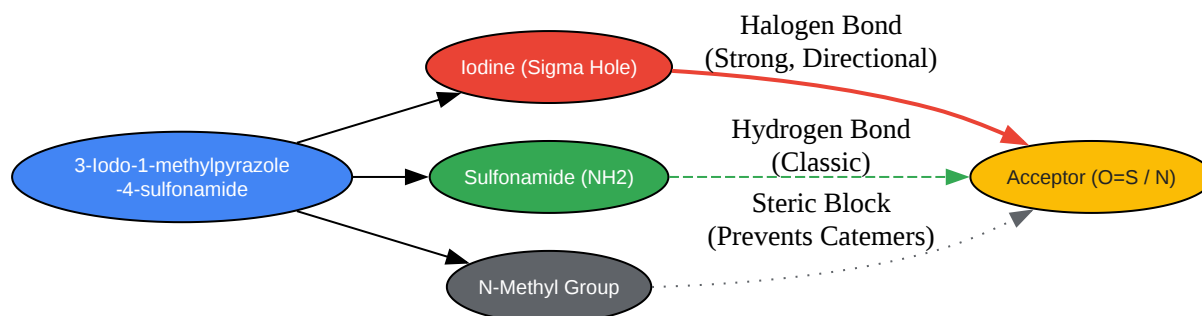 Halogen Bond
(Strong, Directional)
Iodine (Sigma Hole)
Hydrogen Bond
(Classic)
3-Iodo-1-methylpyrazole
-4-sulfonamide
Sulfonamide (NH2)
Acceptor (O=S / N)
Steric Block
(Prevents Catemers)
N-Methyl Group